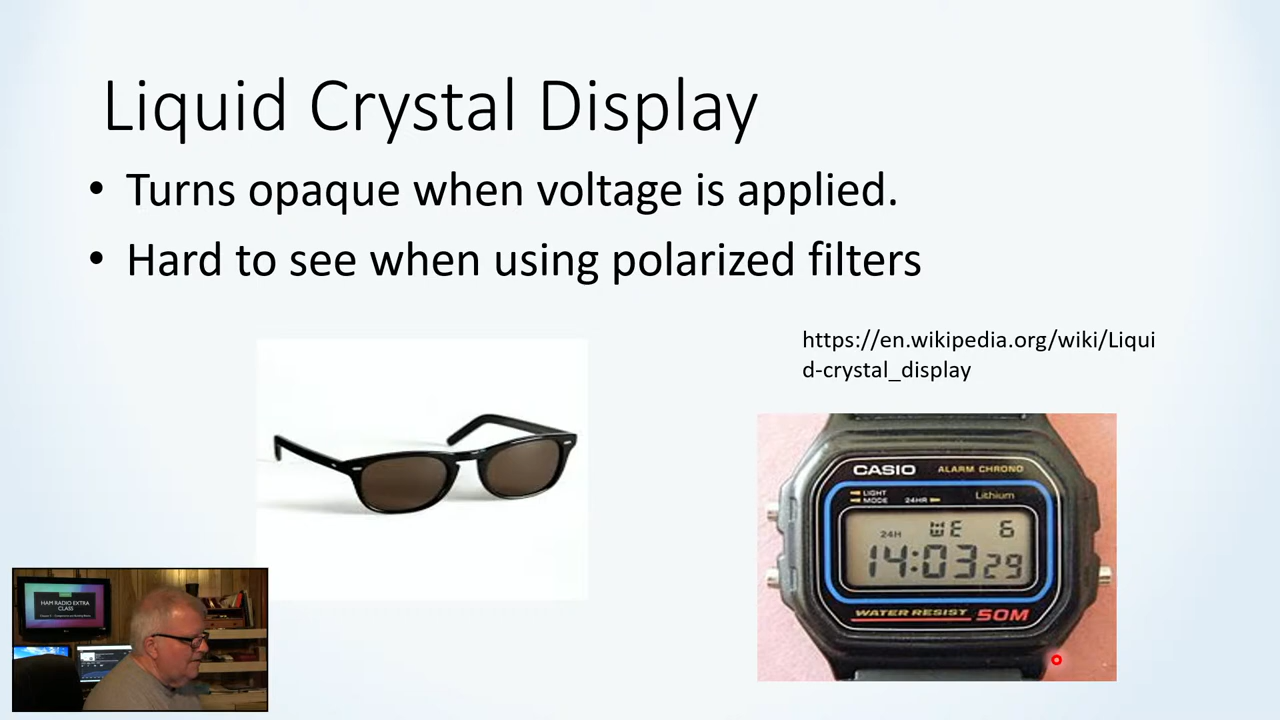 Liquid Crystal Display
• Turns opaque when voltage is applied.
• Hard to see when using polarized filters
https://en.wikipedia.org/wiki/Liqui
d-crystal_display
CASIO ALARM CHRONO
LIGHT
MODE 24HR Lithium
24H WE 6
14:03 29
WATER RESIST 50M
HAM RADIO EXTRA
CLASS